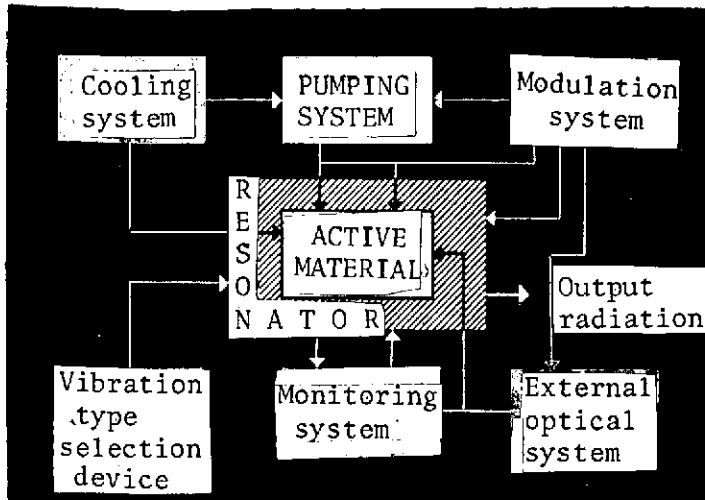 Cooling
system
PUMPING
SYSTEM
Modulation
system
RESONATOR
ACTIVE
MATERIAL
Output
radiation
Vibration
type
selection
device
Monitoring
system
External
optical
system